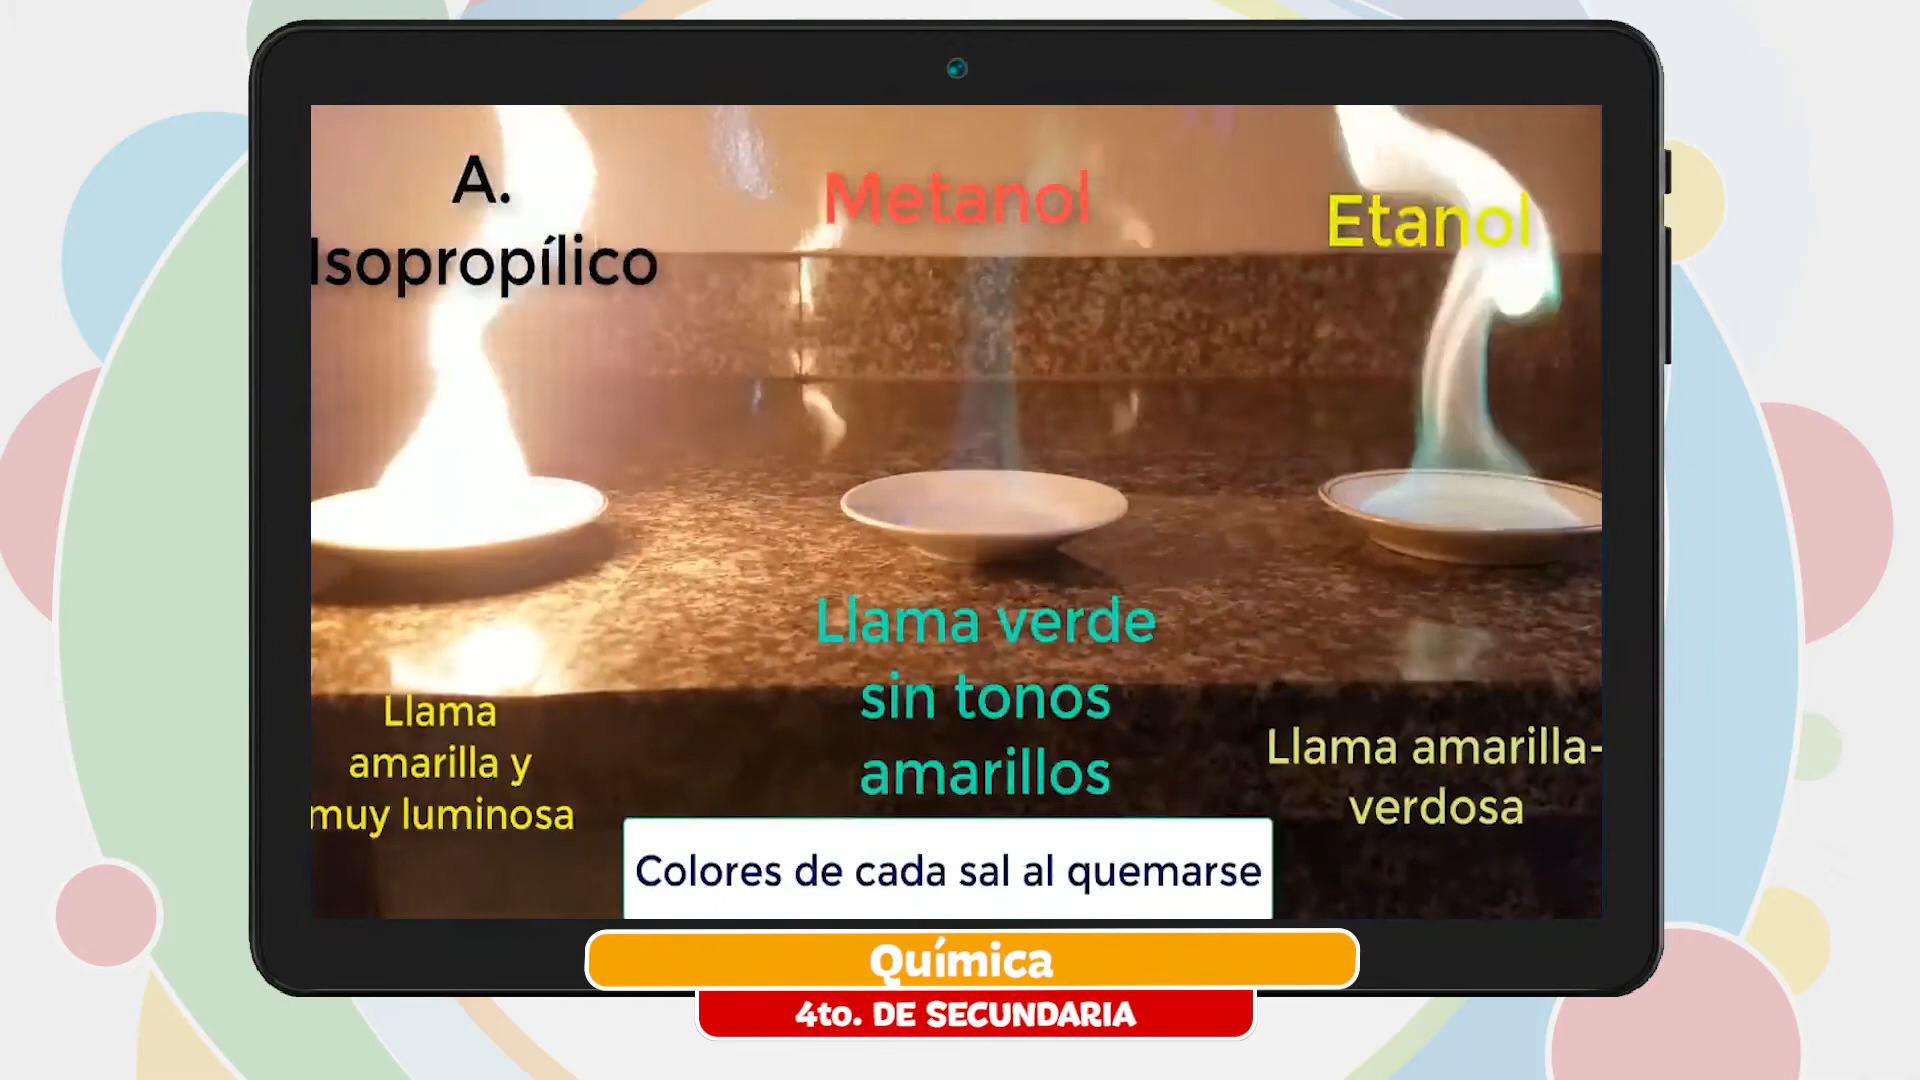 A.
Isopropílico
Metanol
Etanol
Llama
amarilla y
muy luminosa
Llama verde
sin tonos
amarillos
Llama amarilla-
verdosa
Colores de cada sal al quemarse
Química
4to. DE SECUNDARIA